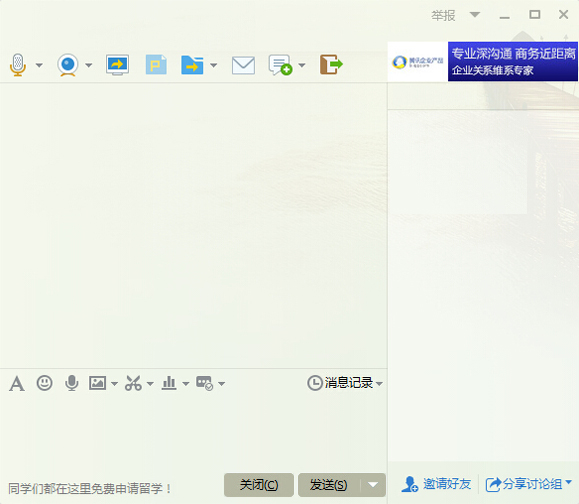 举报
专业深沟通 商务近距离
腾讯企业产品
企业关系维系专家
消息记录
同学们都在这里免费申请留学！
关闭(C)
发送(S)
邀请好友
分享讨论组